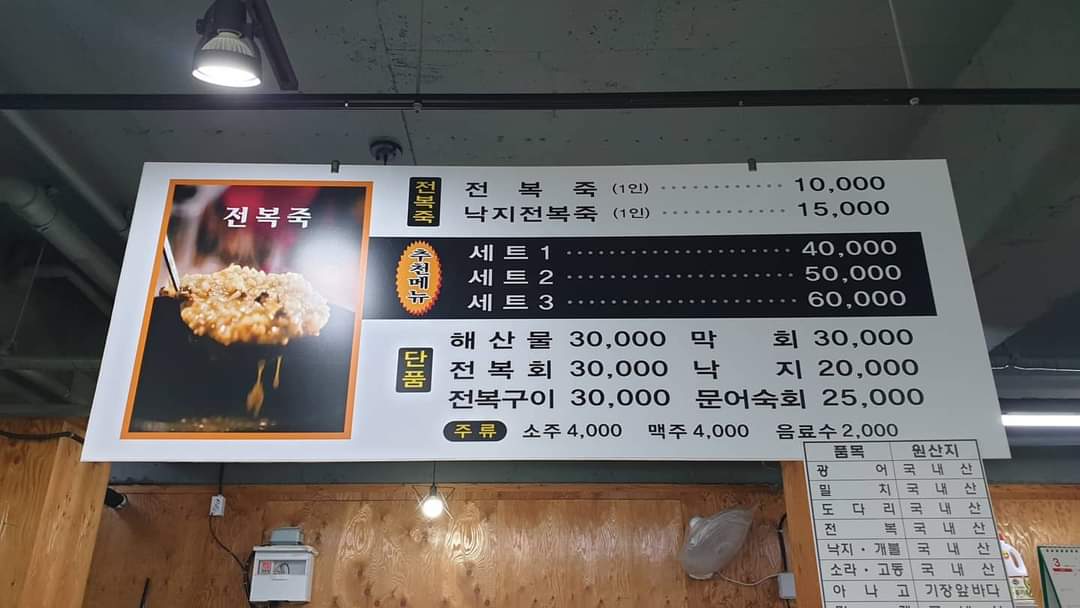 전복죽
전복죽
전복죽 (1인) 10,000
낙지전복죽 (1인) 15,000
추천메뉴
세트1 40,000
세트2 50,000
세트3 60,000
단품
해산물 30,000 막회 30,000
전복회 30,000 낙지 20,000
전복구이 30,000 문어숙회 25,000
주류 소주 4,000 맥주 4,000 음료수 2,000
품목 원산지
광어 국내산
밀치 국내산
도다리 국내산
전복 국내산
낙지·개불 국내산
소라·고동 국내산
아나고 기장앞바다
3